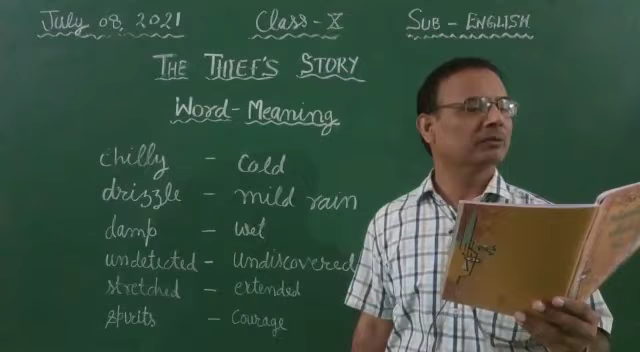 July 08, 2021 Class - X Sub - English
The Thief's Story
Word - Meaning
chilly - cold
drizzle - mild rain
damp - wet
undetected - undiscovered
stretched - extended
spirits - courage